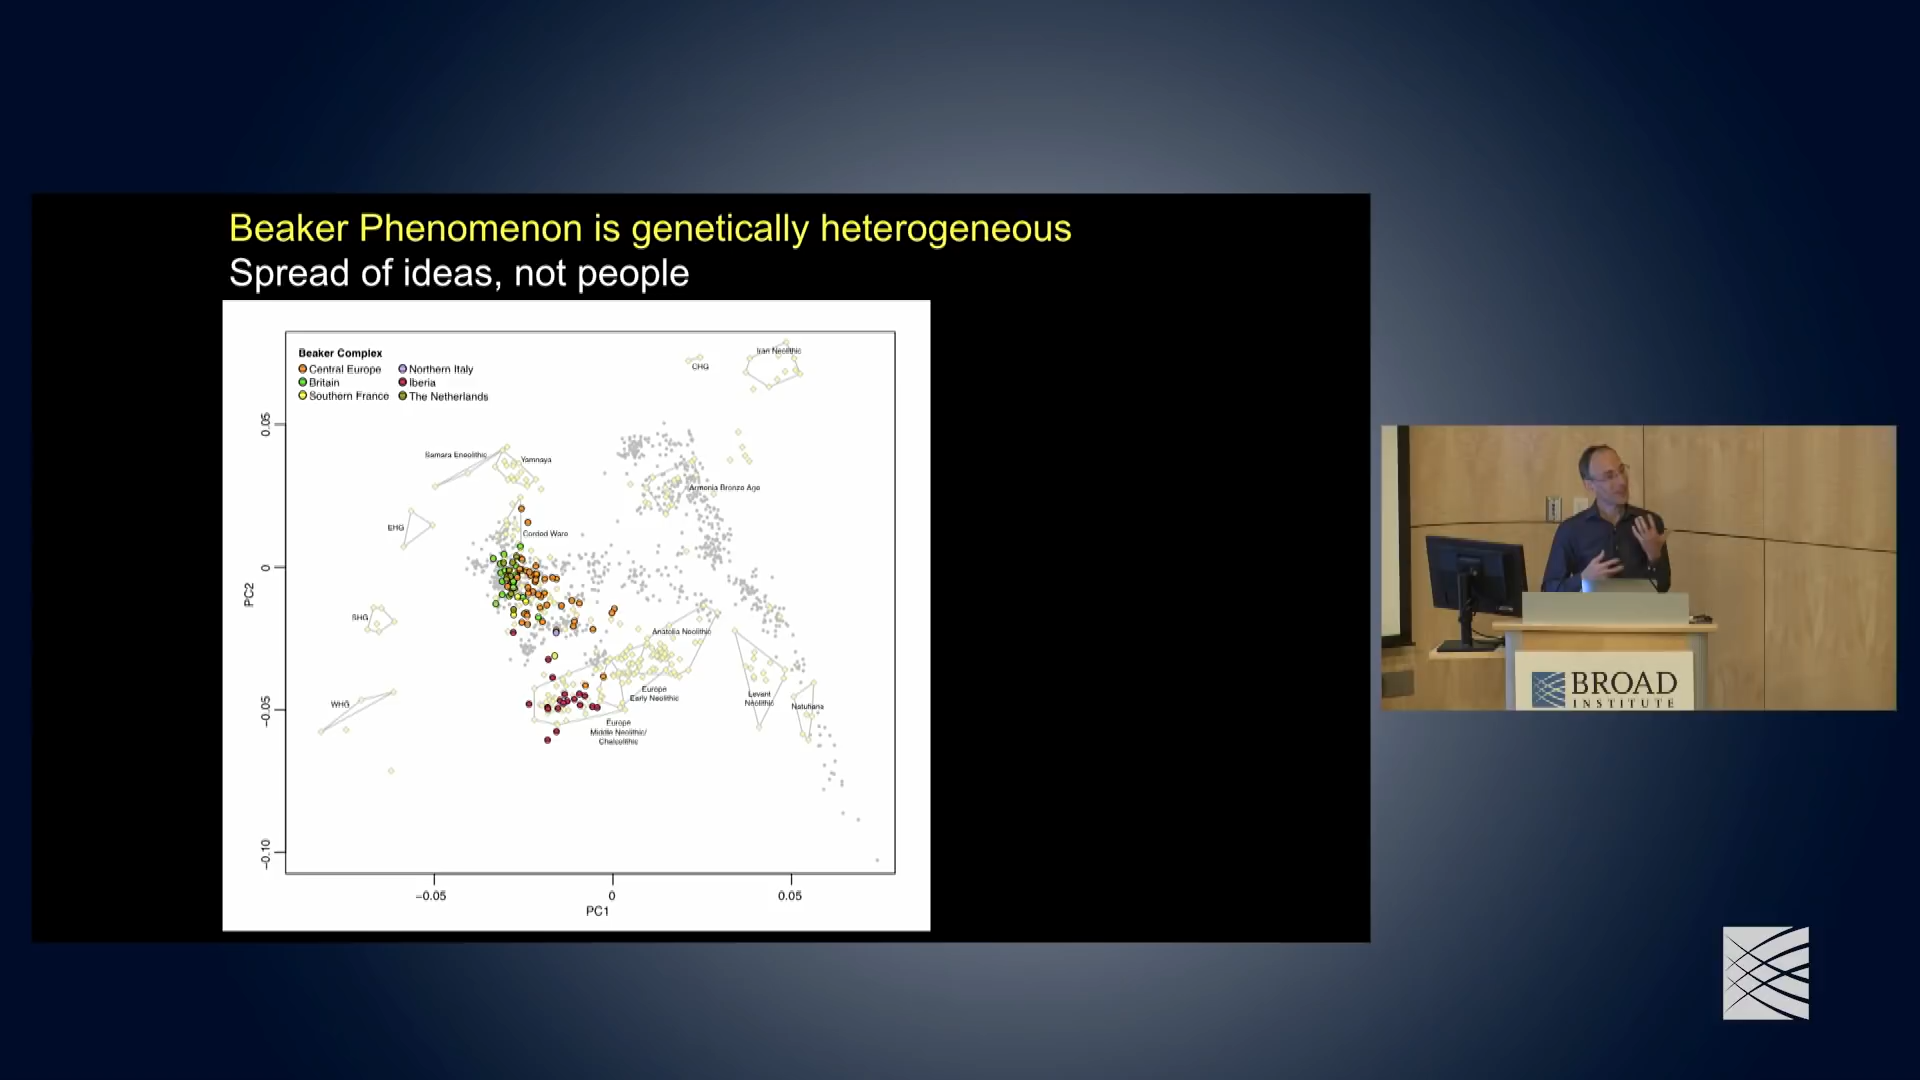 Beaker Phenomenon is genetically heterogeneous
Spread of ideas, not people
Beaker Complex
Central Europe
Northern Italy
Britain
Iberia
Southern France
The Netherlands
Iran Neolithic
CHG
Samara Eneolithic
Yamnaya
Armenia Bronze Age
EHG
Corded Ware
SHG
Anatolia Neolithic
WHG
Europe
Early Neolithic
Levant
Neolithic
Natufians
Europe
Middle Neolithic/
Chalcolithic
0.05
0
−0.05
−0.10
PC2
−0.05
0
0.05
PC1
BROAD
INSTITUTE